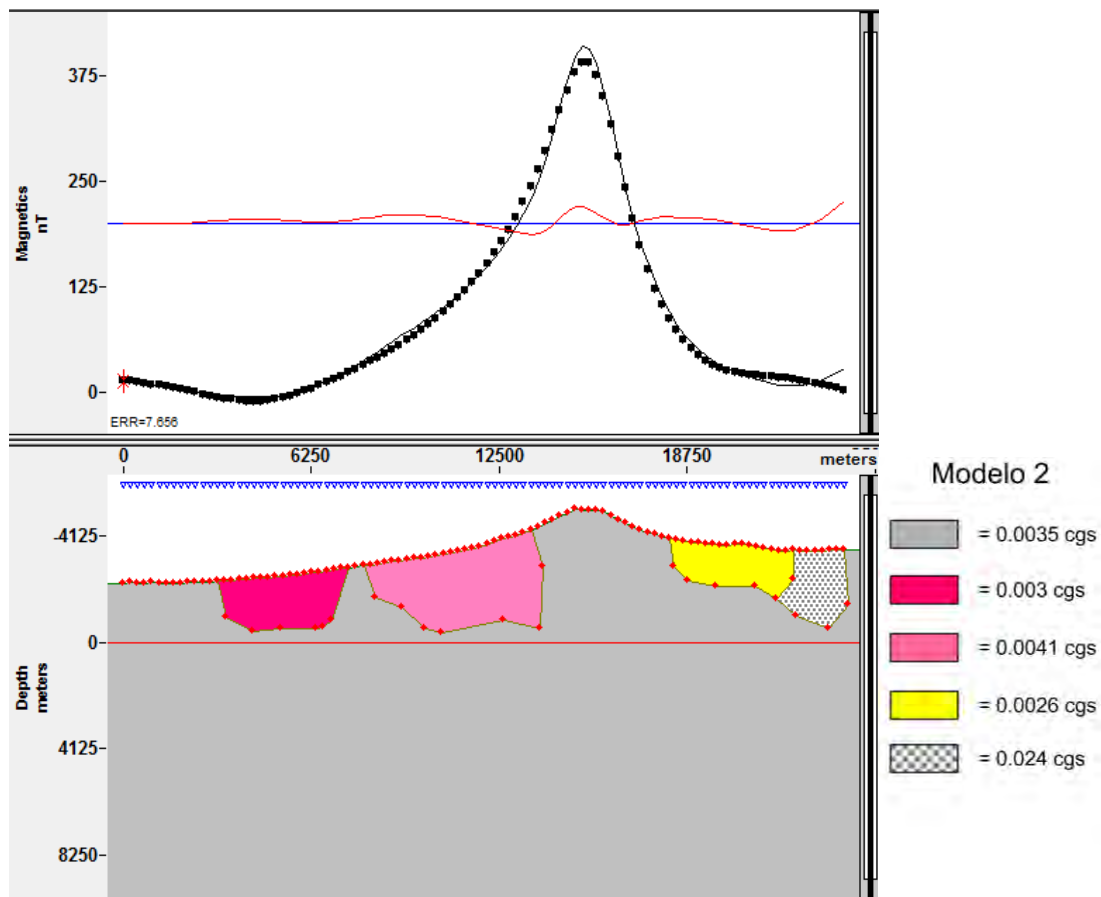 375-
250-
125-
0-
Magnetics
nT
ERR=7.656
0
6250
12500
18750
meters
-4125-
0-
4125-
8250-
Depth
meters
Modelo 2
= 0.0035 cgs
= 0.003 cgs
= 0.0041 cgs
= 0.0026 cgs
= 0.024 cgs